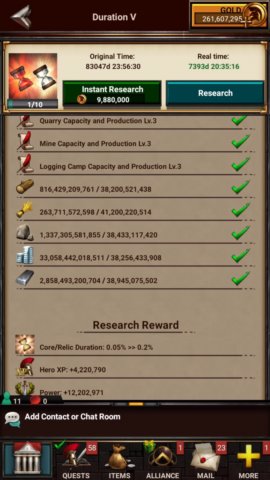 Duration V
GOLD
261,607,295
Original Time:
83047d 23:56:30
Real time:
7393d 20:35:16
1/10
Instant Research
9,880,000
Research
Quarry Capacity and Production Lv.3
Mine Capacity and Production Lv.3
Logging Camp Capacity and Production Lv.3
816,429,209,761 / 38,200,521,438
263,711,572,598 / 41,200,220,514
1,337,305,581,855 / 38,433,117,420
33,058,442,018,511 / 38,256,433,908
2,858,493,200,704 / 38,945,075,502
Research Reward
Core/Relic Duration: 0.05% >> 0.2%
Hero XP: +4,220,790
Power: +12,202,971
11
0
Add Contact or Chat Room
58
1
23
1
QUESTS
ITEMS
ALLIANCE
MAIL
MORE